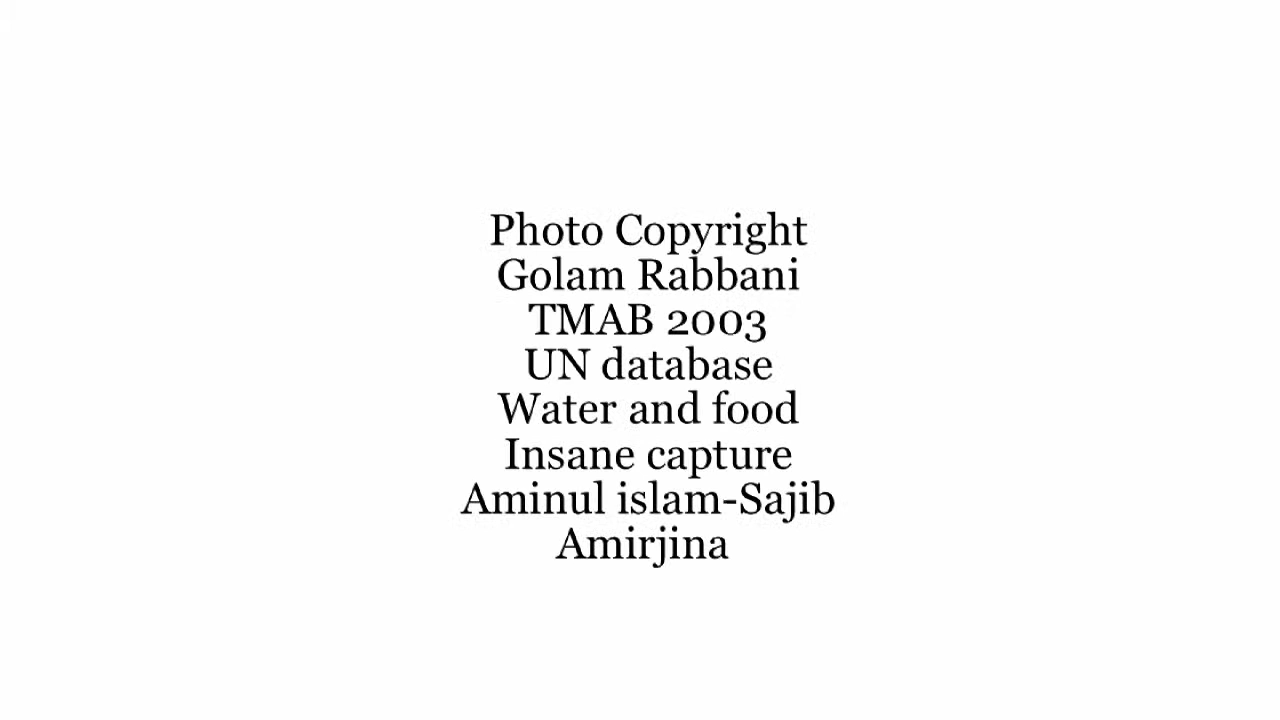 Photo Copyright
Golam Rabbani
TMAB 2003
UN database
Water and food
Insane capture
Aminul islam-Sajib
Amirjina